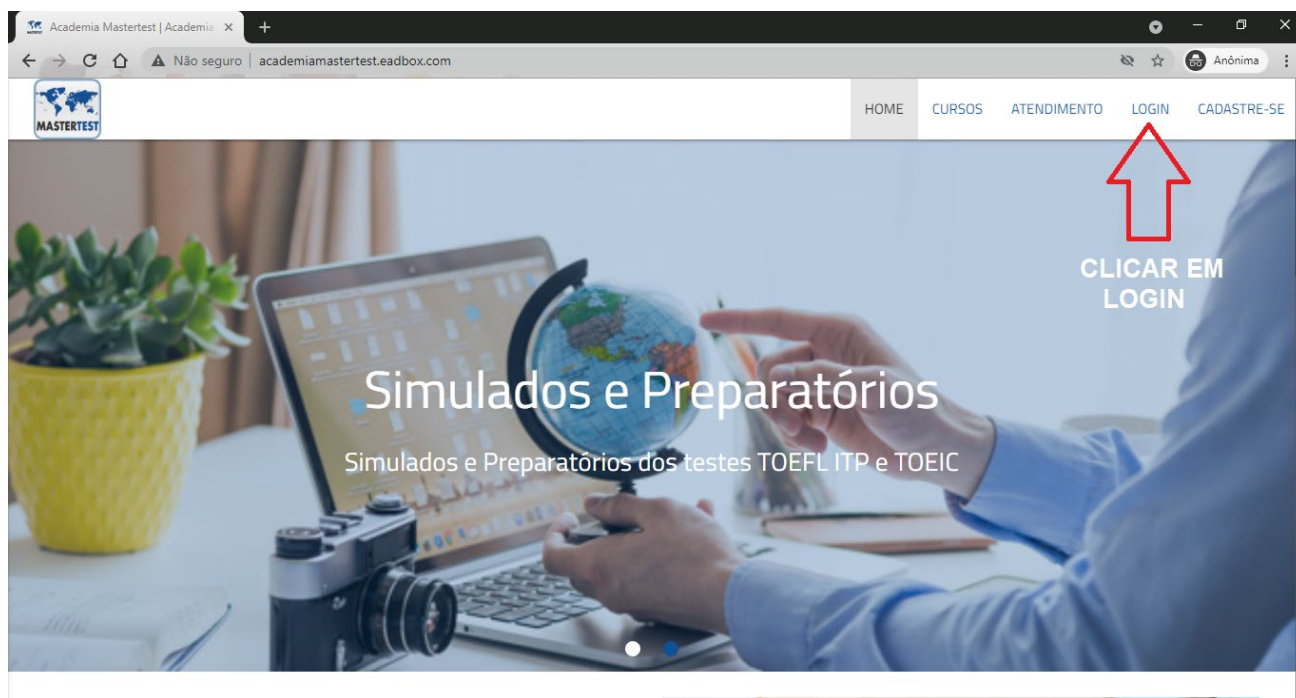 Academia Mastertest | Academia
Não seguro | academiamastertest.eadbox.com
Anônima
MASTERTEST
HOME CURSOS ATENDIMENTO LOGIN CADASTRE-SE
CLICAR EM
LOGIN
Simulados e Preparatórios
Simulados e Preparatórios dos testes TOEFL ITP e TOEIC